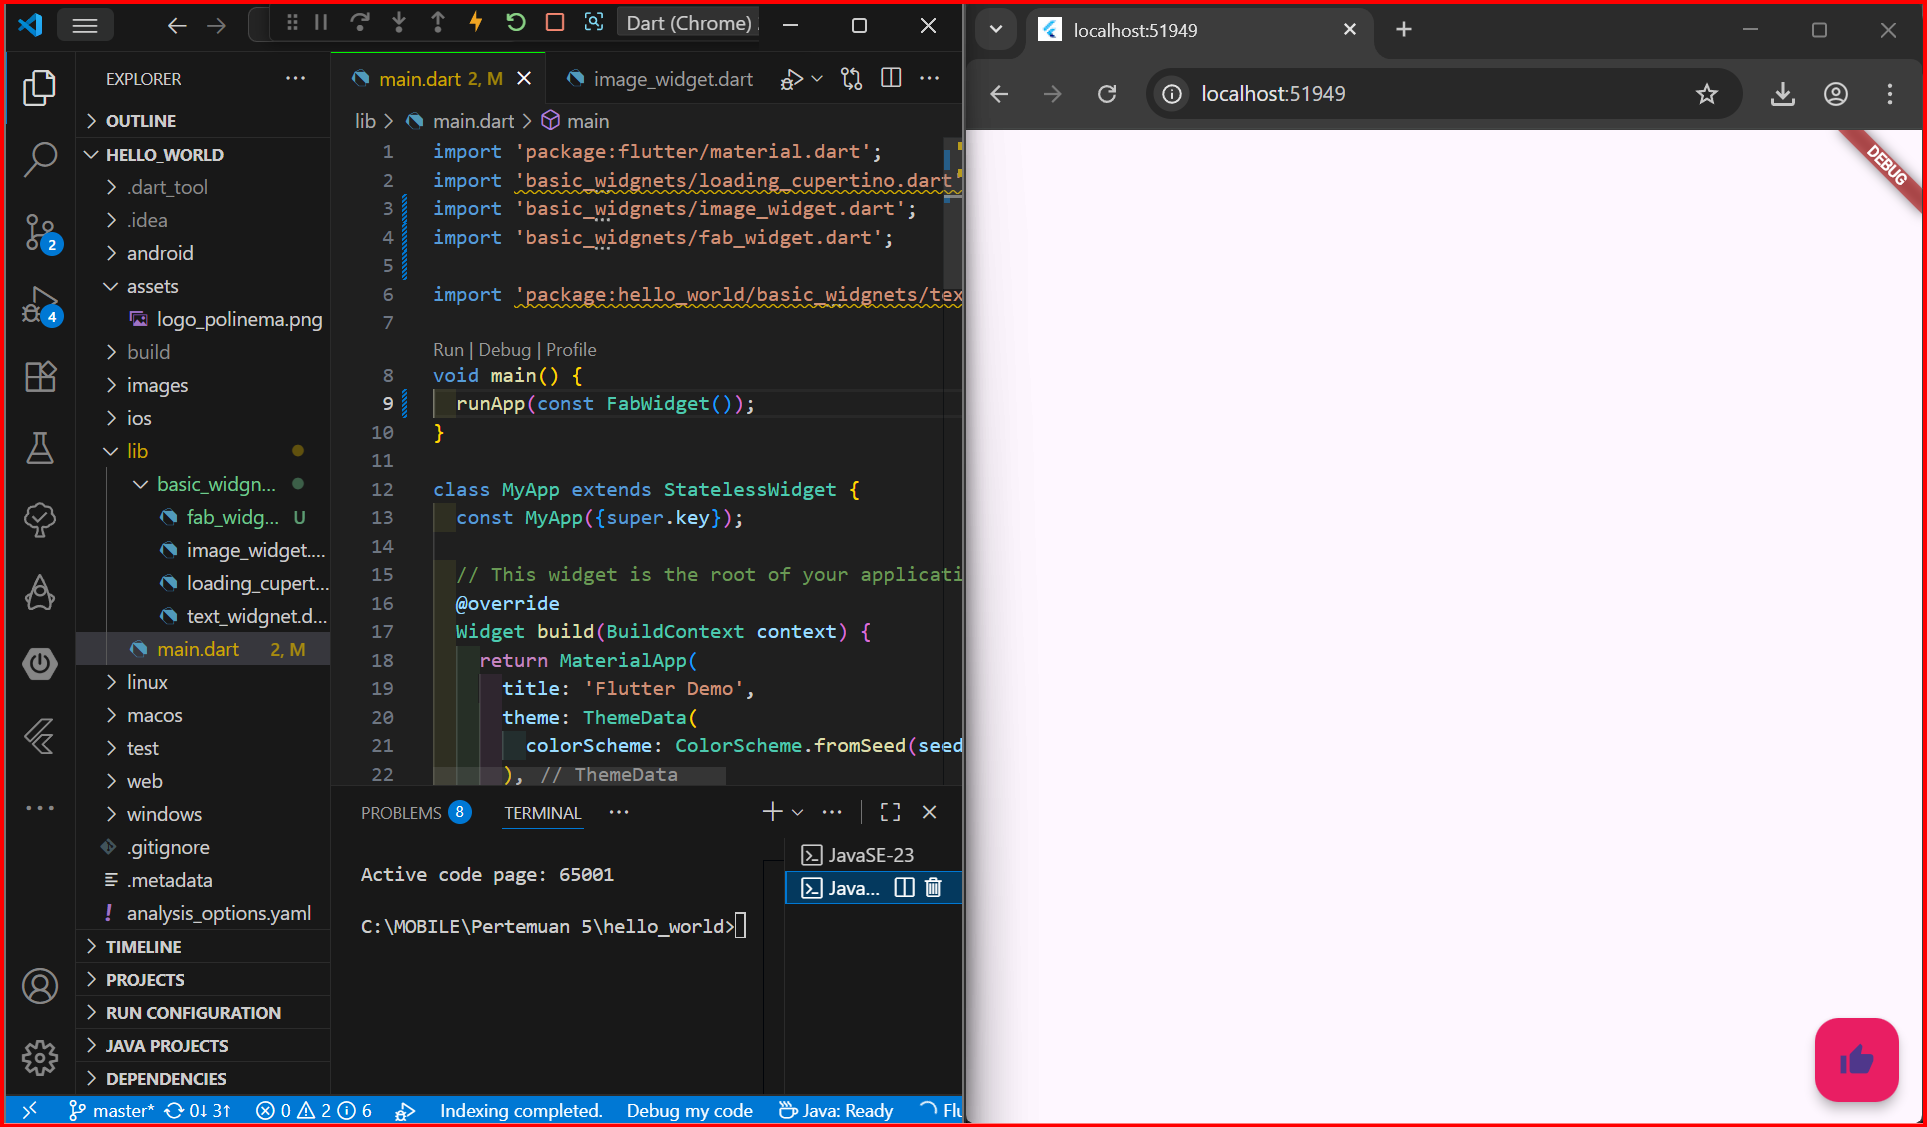 Dart (Chrome)
EXPLORER
OUTLINE
HELLO_WORLD
.dart_tool
.idea
android
assets
logo_polinema.png
build
images
ios
lib
basic_widgn...
fab_widg... U
image_widget....
loading_cupert...
text_widgnet.d...
main.dart 2, M
linux
macos
test
web
windows
.gitignore
.metadata
analysis_options.yaml
TIMELINE
PROJECTS
RUN CONFIGURATION
JAVA PROJECTS
DEPENDENCIES
2
4
main.dart 2, M
image_widget.dart
lib > main.dart > main
1 import 'package:flutter/material.dart';
2 import 'basic_widgnets/loading_cupertino.dart'
3 import 'basic_widgnets/image_widget.dart';
4 import 'basic_widgnets/fab_widget.dart';
5
6 import 'package:hello_world/basic_widgnets/tex
7
Run | Debug | Profile
8 void main() {
9 runApp(const FabWidget());
10 }
11
12 class MyApp extends StatelessWidget {
13 const MyApp({super.key});
14
15 // This widget is the root of your applicati
16 @override
17 Widget build(BuildContext context) {
18 return MaterialApp(
19 title: 'Flutter Demo',
20 theme: ThemeData(
21 colorScheme: ColorScheme.fromSeed(seed
22 ), // ThemeData
PROBLEMS 8 TERMINAL
Active code page: 65001
C:\MOBILE\Pertemuan 5\hello_world>
JavaSE-23
Java...
master* 0↓ 3↑ 0 2 6 Indexing completed. Debug my code Java: Ready Flu
localhost:51949
localhost:51949
DEBUG